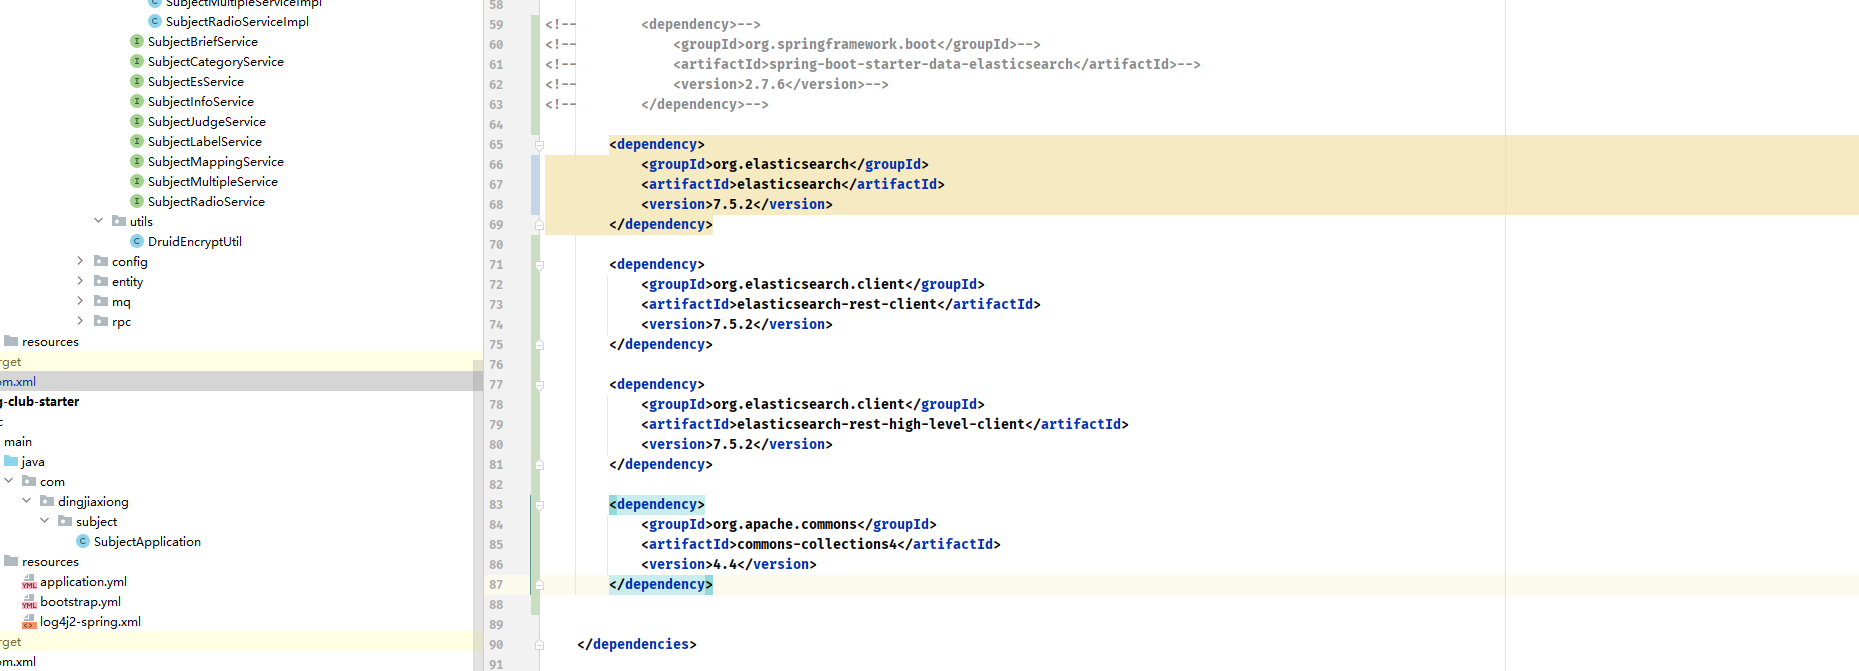 SubjectMultipleServiceImpl
SubjectRadioServiceImpl
SubjectBriefService
SubjectCategoryService
SubjectEsService
SubjectInfoService
SubjectJudgeService
SubjectLabelService
SubjectMappingService
SubjectMultipleService
SubjectRadioService
utils
DruidEncryptUtil
config
entity
mq
rpc
resources
rget
om.xml
g-club-starter
c
main
java
com
dingjiaxiong
subject
SubjectApplication
resources
application.yml
bootstrap.yml
log4j2-spring.xml
rget
om.xml
58
59 <!--        <dependency>-->
60 <!--            <groupId>org.springframework.boot</groupId>-->
61 <!--            <artifactId>spring-boot-starter-data-elasticsearch</artifactId>-->
62 <!--            <version>2.7.6</version>-->
63 <!--        </dependency>-->
64
65         <dependency>
66             <groupId>org.elasticsearch</groupId>
67             <artifactId>elasticsearch</artifactId>
68             <version>7.5.2</version>
69         </dependency>
70
71         <dependency>
72             <groupId>org.elasticsearch.client</groupId>
73             <artifactId>elasticsearch-rest-client</artifactId>
74             <version>7.5.2</version>
75         </dependency>
76
77         <dependency>
78             <groupId>org.elasticsearch.client</groupId>
79             <artifactId>elasticsearch-rest-high-level-client</artifactId>
80             <version>7.5.2</version>
81         </dependency>
82
83         <dependency>
84             <groupId>org.apache.commons</groupId>
85             <artifactId>commons-collections4</artifactId>
86             <version>4.4</version>
87         </dependency>
88
89
90     </dependencies>
91